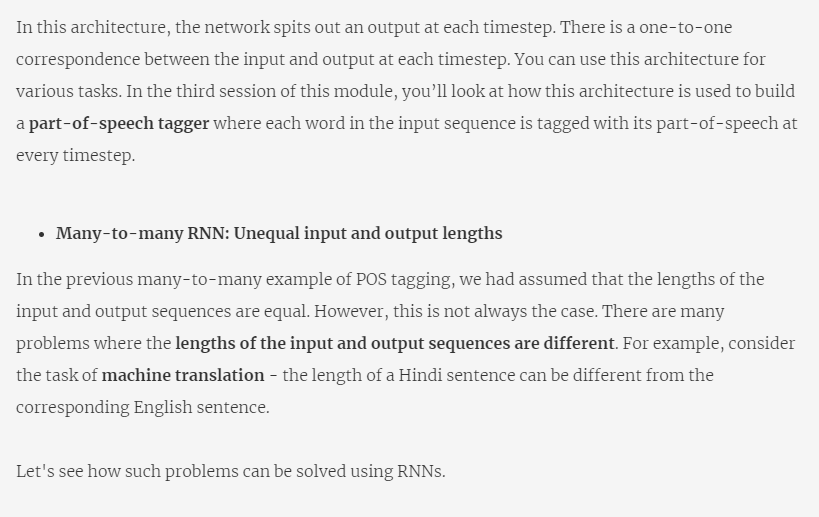 In this architecture, the network spits out an output at each timestep. There is a one-to-one
correspondence between the input and output at each timestep. You can use this architecture for
various tasks. In the third session of this module, you’ll look at how this architecture is used to build
a part-of-speech tagger where each word in the input sequence is tagged with its part-of-speech at
every timestep.
• Many-to-many RNN: Unequal input and output lengths
In the previous many-to-many example of POS tagging, we had assumed that the lengths of the
input and output sequences are equal. However, this is not always the case. There are many
problems where the lengths of the input and output sequences are different. For example, consider
the task of machine translation - the length of a Hindi sentence can be different from the
corresponding English sentence.
Let's see how such problems can be solved using RNNs.